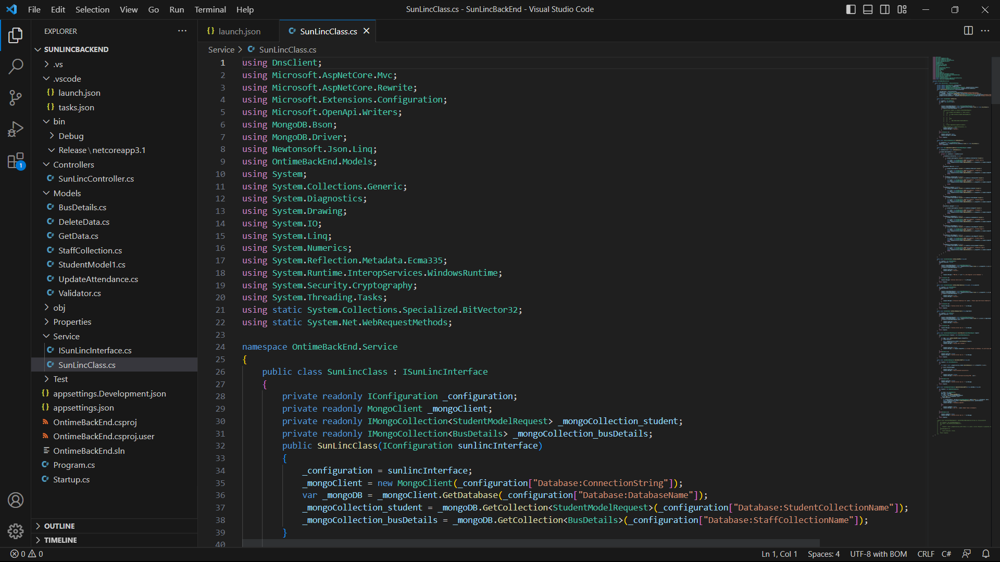 File Edit Selection View Go Run Terminal Help
SunLincClass.cs - SunLincBackEnd - Visual Studio Code
EXPLORER
SUNLINCBACKEND
.vs
.vscode
launch.json
tasks.json
bin
Debug
Release\netcoreapp3.1
Controllers
SunLincController.cs
Models
BusDetails.cs
DeleteData.cs
GetData.cs
StaffCollection.cs
StudentModel1.cs
UpdateAttendance.cs
Validator.cs
obj
Properties
Service
ISunLincInterface.cs
SunLincClass.cs
Test
appsettings.Development.json
appsettings.json
OntimeBackEnd.csproj
OntimeBackEnd.csproj.user
OntimeBackEnd.sln
Program.cs
Startup.cs
OUTLINE
TIMELINE
1
launch.json
SunLincClass.cs
Service > SunLincClass.cs
1 using DnsClient;
2 using Microsoft.AspNetCore.Mvc;
3 using Microsoft.AspNetCore.Rewrite;
4 using Microsoft.Extensions.Configuration;
5 using Microsoft.OpenApi.Writers;
6 using MongoDB.Bson;
7 using MongoDB.Driver;
8 using Newtonsoft.Json.Linq;
9 using OntimeBackEnd.Models;
10 using System;
11 using System.Collections.Generic;
12 using System.Diagnostics;
13 using System.Drawing;
14 using System.IO;
15 using System.Linq;
16 using System.Numerics;
17 using System.Reflection.Metadata.Ecma335;
18 using System.Runtime.InteropServices.WindowsRuntime;
19 using System.Security.Cryptography;
20 using System.Threading.Tasks;
21 using static System.Collections.Specialized.BitVector32;
22 using static System.Net.WebRequestMethods;
23
24 namespace OntimeBackEnd.Service
25 {
26 public class SunLincClass : ISunLincInterface
27 {
28 private readonly IConfiguration _configuration;
29 private readonly MongoClient _mongoClient;
30 private readonly IMongoCollection<StudentModelRequest> _mongoCollection_student;
31 private readonly IMongoCollection<BusDetails> _mongoCollection_busDetails;
32 public SunLincClass(IConfiguration sunlincInterface)
33 {
34 _configuration = sunlincInterface;
35 _mongoClient = new MongoClient(_configuration["Database:ConnectionString"]);
36 var _mongoDB = _mongoClient.GetDatabase(_configuration["Database:DatabaseName"]);
37 _mongoCollection_student = _mongoDB.GetCollection<StudentModelRequest>(_configuration["Database:StudentCollectionName"]);
38 _mongoCollection_busDetails = _mongoDB.GetCollection<BusDetails>(_configuration["Database:StaffCollectionName"]);
39 }
40
0 0
Ln 1, Col 1 Spaces: 4 UTF-8 with BOM CRLF C#